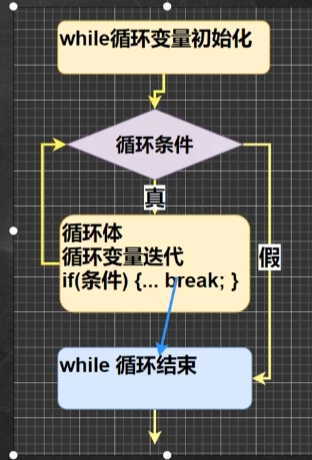 while循环变量初始化
循环条件
真
循环体
循环变量迭代
if(条件) {... break; }
假
while 循环结束